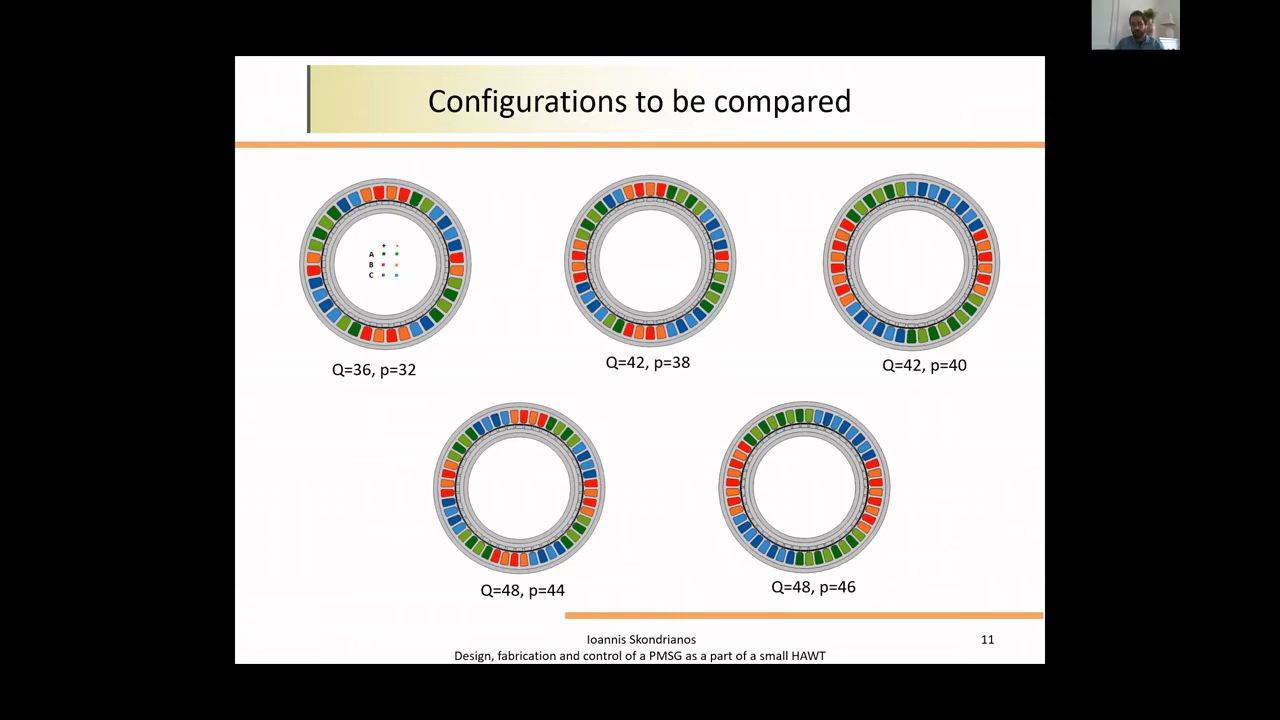 Configurations to be compared
+ -
A
B
C
Q=36, p=32
Q=42, p=38
Q=42, p=40
Q=48, p=44
Q=48, p=46
Ioannis Skondrianos
11
Design, fabrication and control of a PMSG as a part of a small HAWT